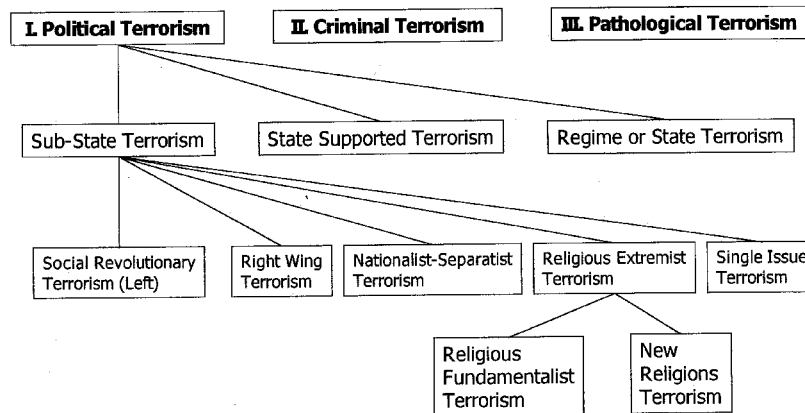 I. Political Terrorism
II. Criminal Terrorism
III. Pathological Terrorism
Sub-State Terrorism
State Supported Terrorism
Regime or State Terrorism
Social Revolutionary
Terrorism (Left)
Right Wing
Terrorism
Nationalist-Separatist
Terrorism
Religious Extremist
Terrorism
Single Issue
Terrorism
Religious
Fundamentalist
Terrorism
New
Religions
Terrorism